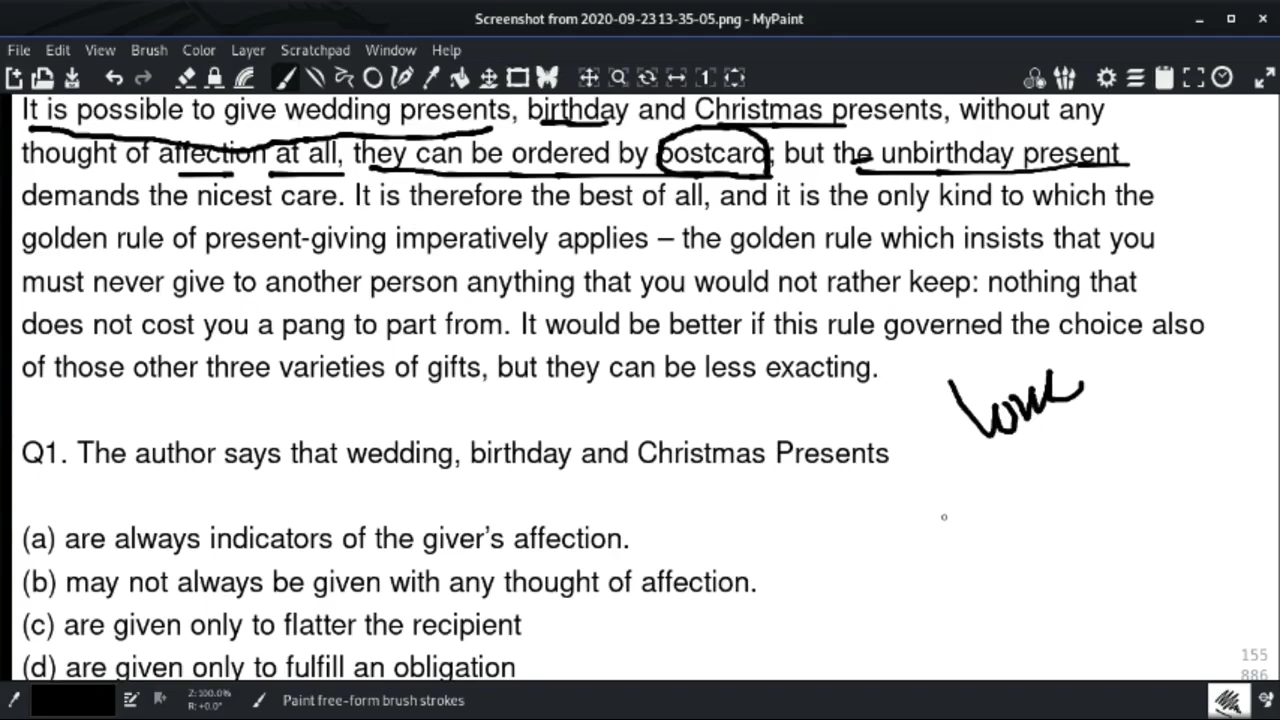 Screenshot from 2020-09-23 13-35-05.png - MyPaint
File Edit View Brush Color Layer Scratchpad Window Help
It is possible to give wedding presents, birthday and Christmas presents, without any
thought of affection at all, they can be ordered by postcard; but the unbirthday present
demands the nicest care. It is therefore the best of all, and it is the only kind to which the
golden rule of present-giving imperatively applies – the golden rule which insists that you
must never give to another person anything that you would not rather keep: nothing that
does not cost you a pang to part from. It would be better if this rule governed the choice also
of those other three varieties of gifts, but they can be less exacting.
Q1. The author says that wedding, birthday and Christmas Presents
(a) are always indicators of the giver’s affection.
(b) may not always be given with any thought of affection.
(c) are given only to flatter the recipient
(d) are given only to fulfill an obligation
155
886
Z: 100.0%
R: +0.0°
Paint free-form brush strokes